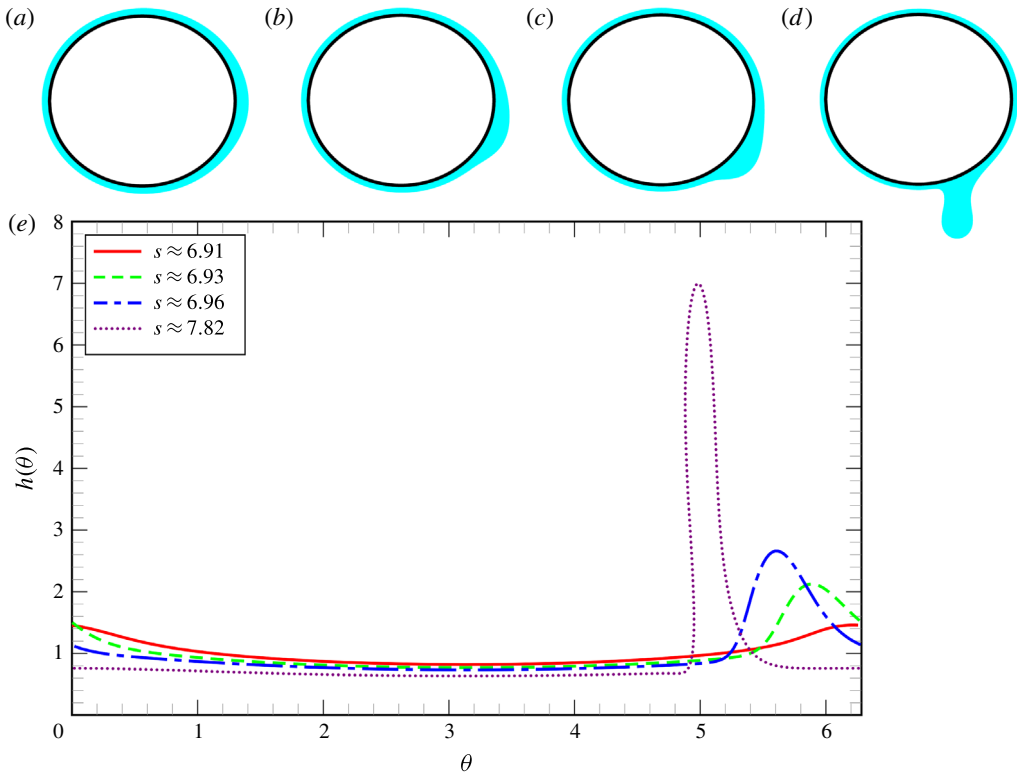 (a) (b) (c) (d)
(e)
8
7
6
5
4
3
2
1
0
s ≈ 6.91
s ≈ 6.93
s ≈ 6.96
s ≈ 7.82
h(θ)
1 2 3 4 5 6
θ